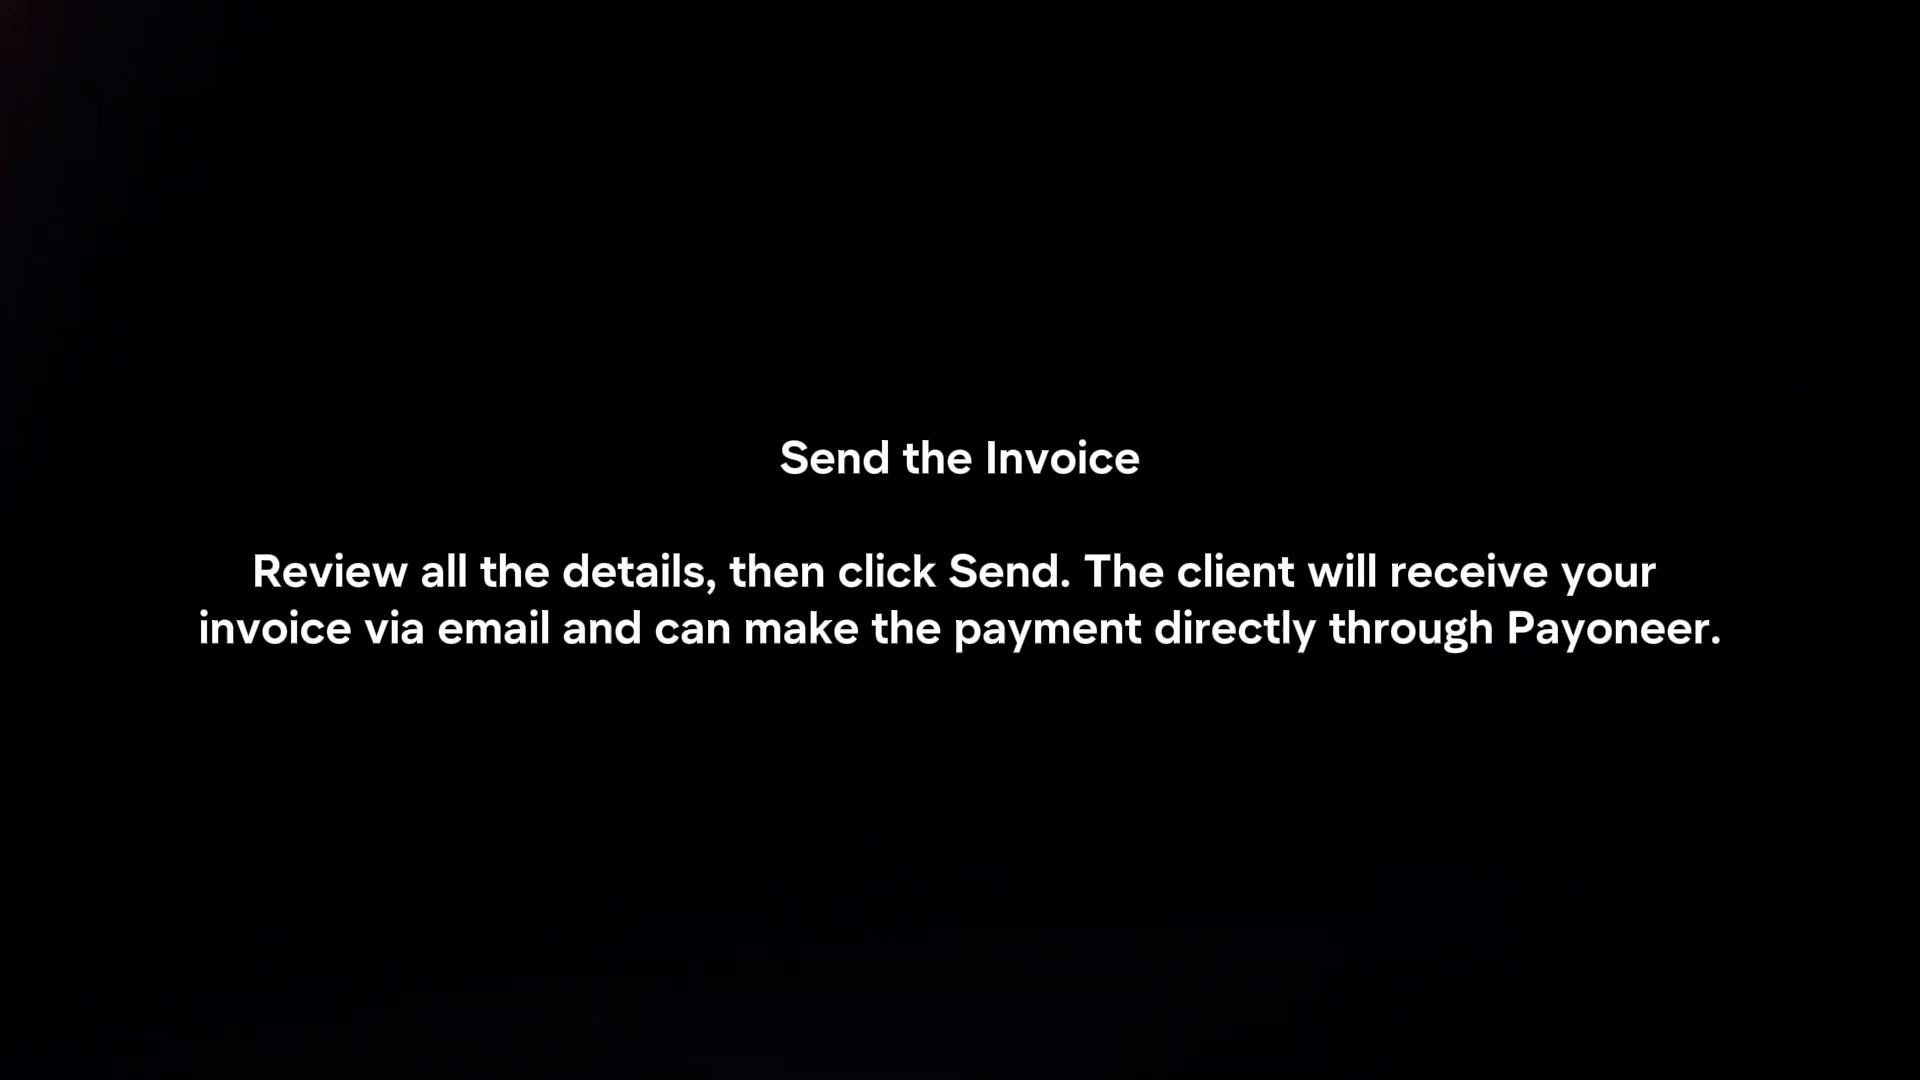 Send the Invoice
Review all the details, then click Send. The client will receive your
invoice via email and can make the payment directly through Payoneer.